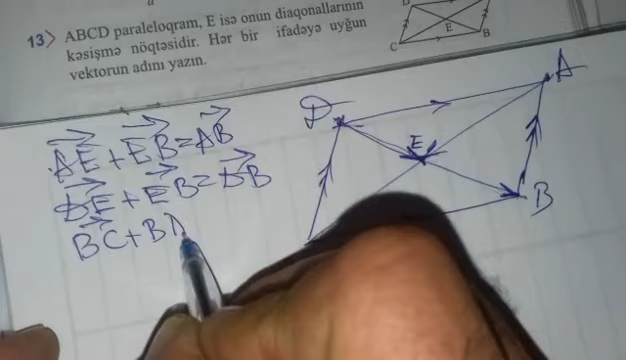 13) ABCD paraleloqram, E isə onun diaqonallarının
kəsişmə nöqtəsidir. Hər bir ifadəyə uyğun
vektorun adını yazın.
E
B
C
AE + EB = AB
DE + EB = DB
BC + BA
D
A
E
B